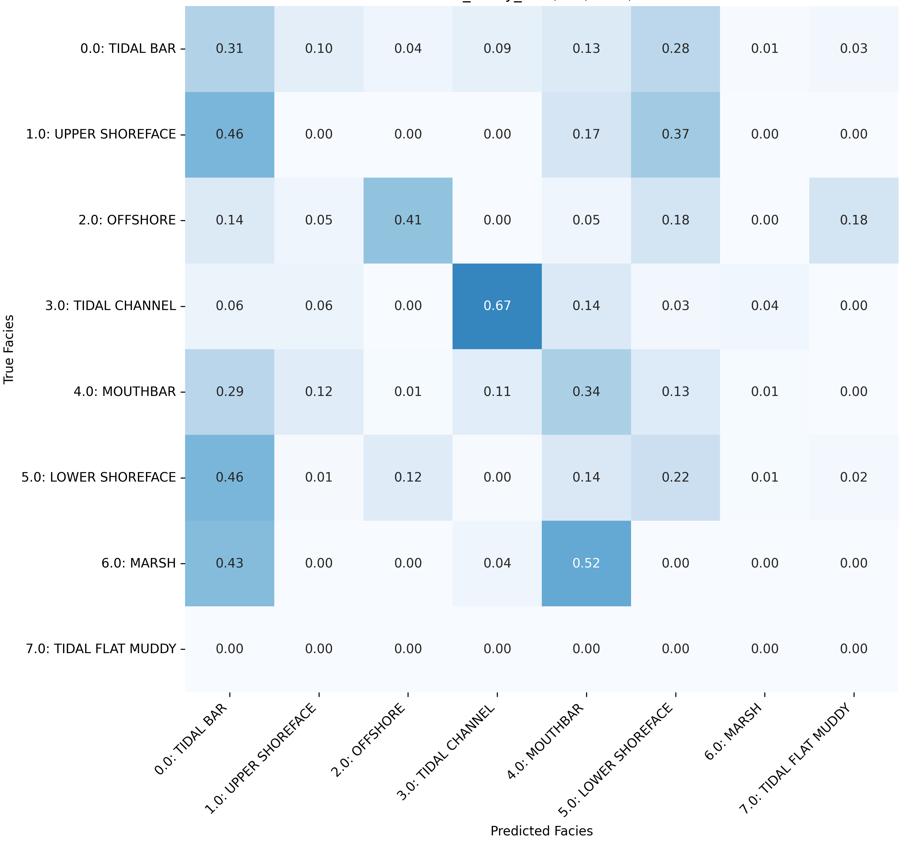 0.0: TIDAL BAR 0.31 0.10 0.04 0.09 0.13 0.28 0.01 0.03
1.0: UPPER SHOREFACE 0.46 0.00 0.00 0.00 0.17 0.37 0.00 0.00
2.0: OFFSHORE 0.14 0.05 0.41 0.00 0.05 0.18 0.00 0.18
3.0: TIDAL CHANNEL 0.06 0.06 0.00 0.67 0.14 0.03 0.04 0.00
4.0: MOUTHBAR 0.29 0.12 0.01 0.11 0.34 0.13 0.01 0.00
5.0: LOWER SHOREFACE 0.46 0.01 0.12 0.00 0.14 0.22 0.01 0.02
6.0: MARSH 0.43 0.00 0.00 0.04 0.52 0.00 0.00 0.00
7.0: TIDAL FLAT MUDDY 0.00 0.00 0.00 0.00 0.00 0.00 0.00 0.00
True Facies
0.0: TIDAL BAR
1.0: UPPER SHOREFACE
2.0: OFFSHORE
3.0: TIDAL CHANNEL
4.0: MOUTHBAR
5.0: LOWER SHOREFACE
6.0: MARSH
7.0: TIDAL FLAT MUDDY
Predicted Facies